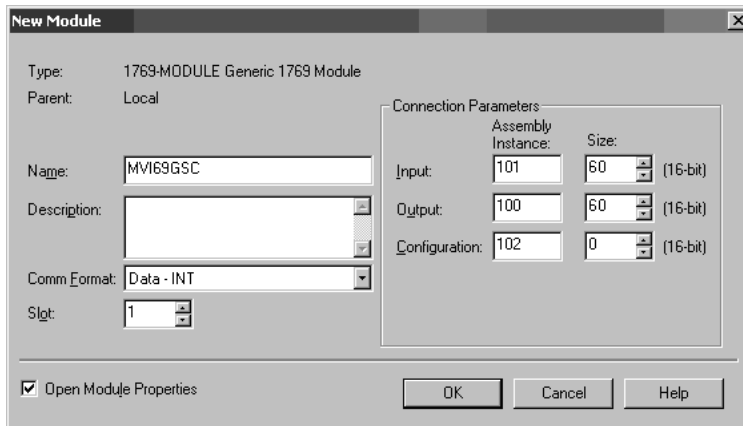 New Module
Type: 1769-MODULE Generic 1769 Module
Parent: Local
Connection Parameters
Assembly
Instance: Size:
Name: MVI69GSC
Input: 101 60 (16-bit)
Description:
Output: 100 60 (16-bit)
Configuration: 102 0 (16-bit)
Comm Format: Data - INT
Slot: 1
Open Module Properties
OK Cancel Help